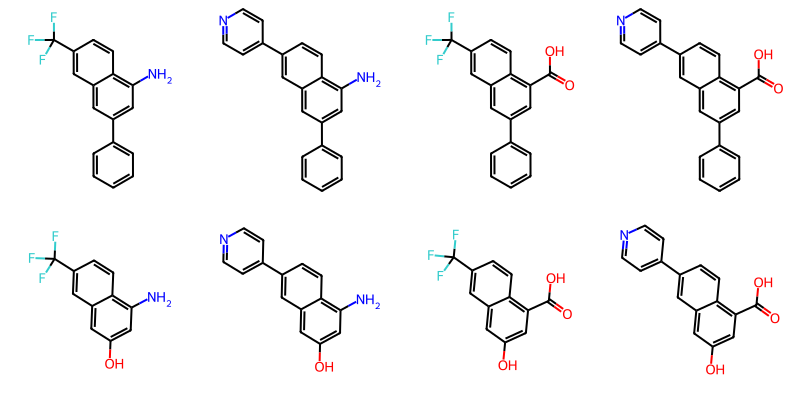 F F F NH₂
N NH₂
F F F OH O
N OH O
F F F NH₂ OH
N NH₂ OH
F F F OH O OH
N OH O OH